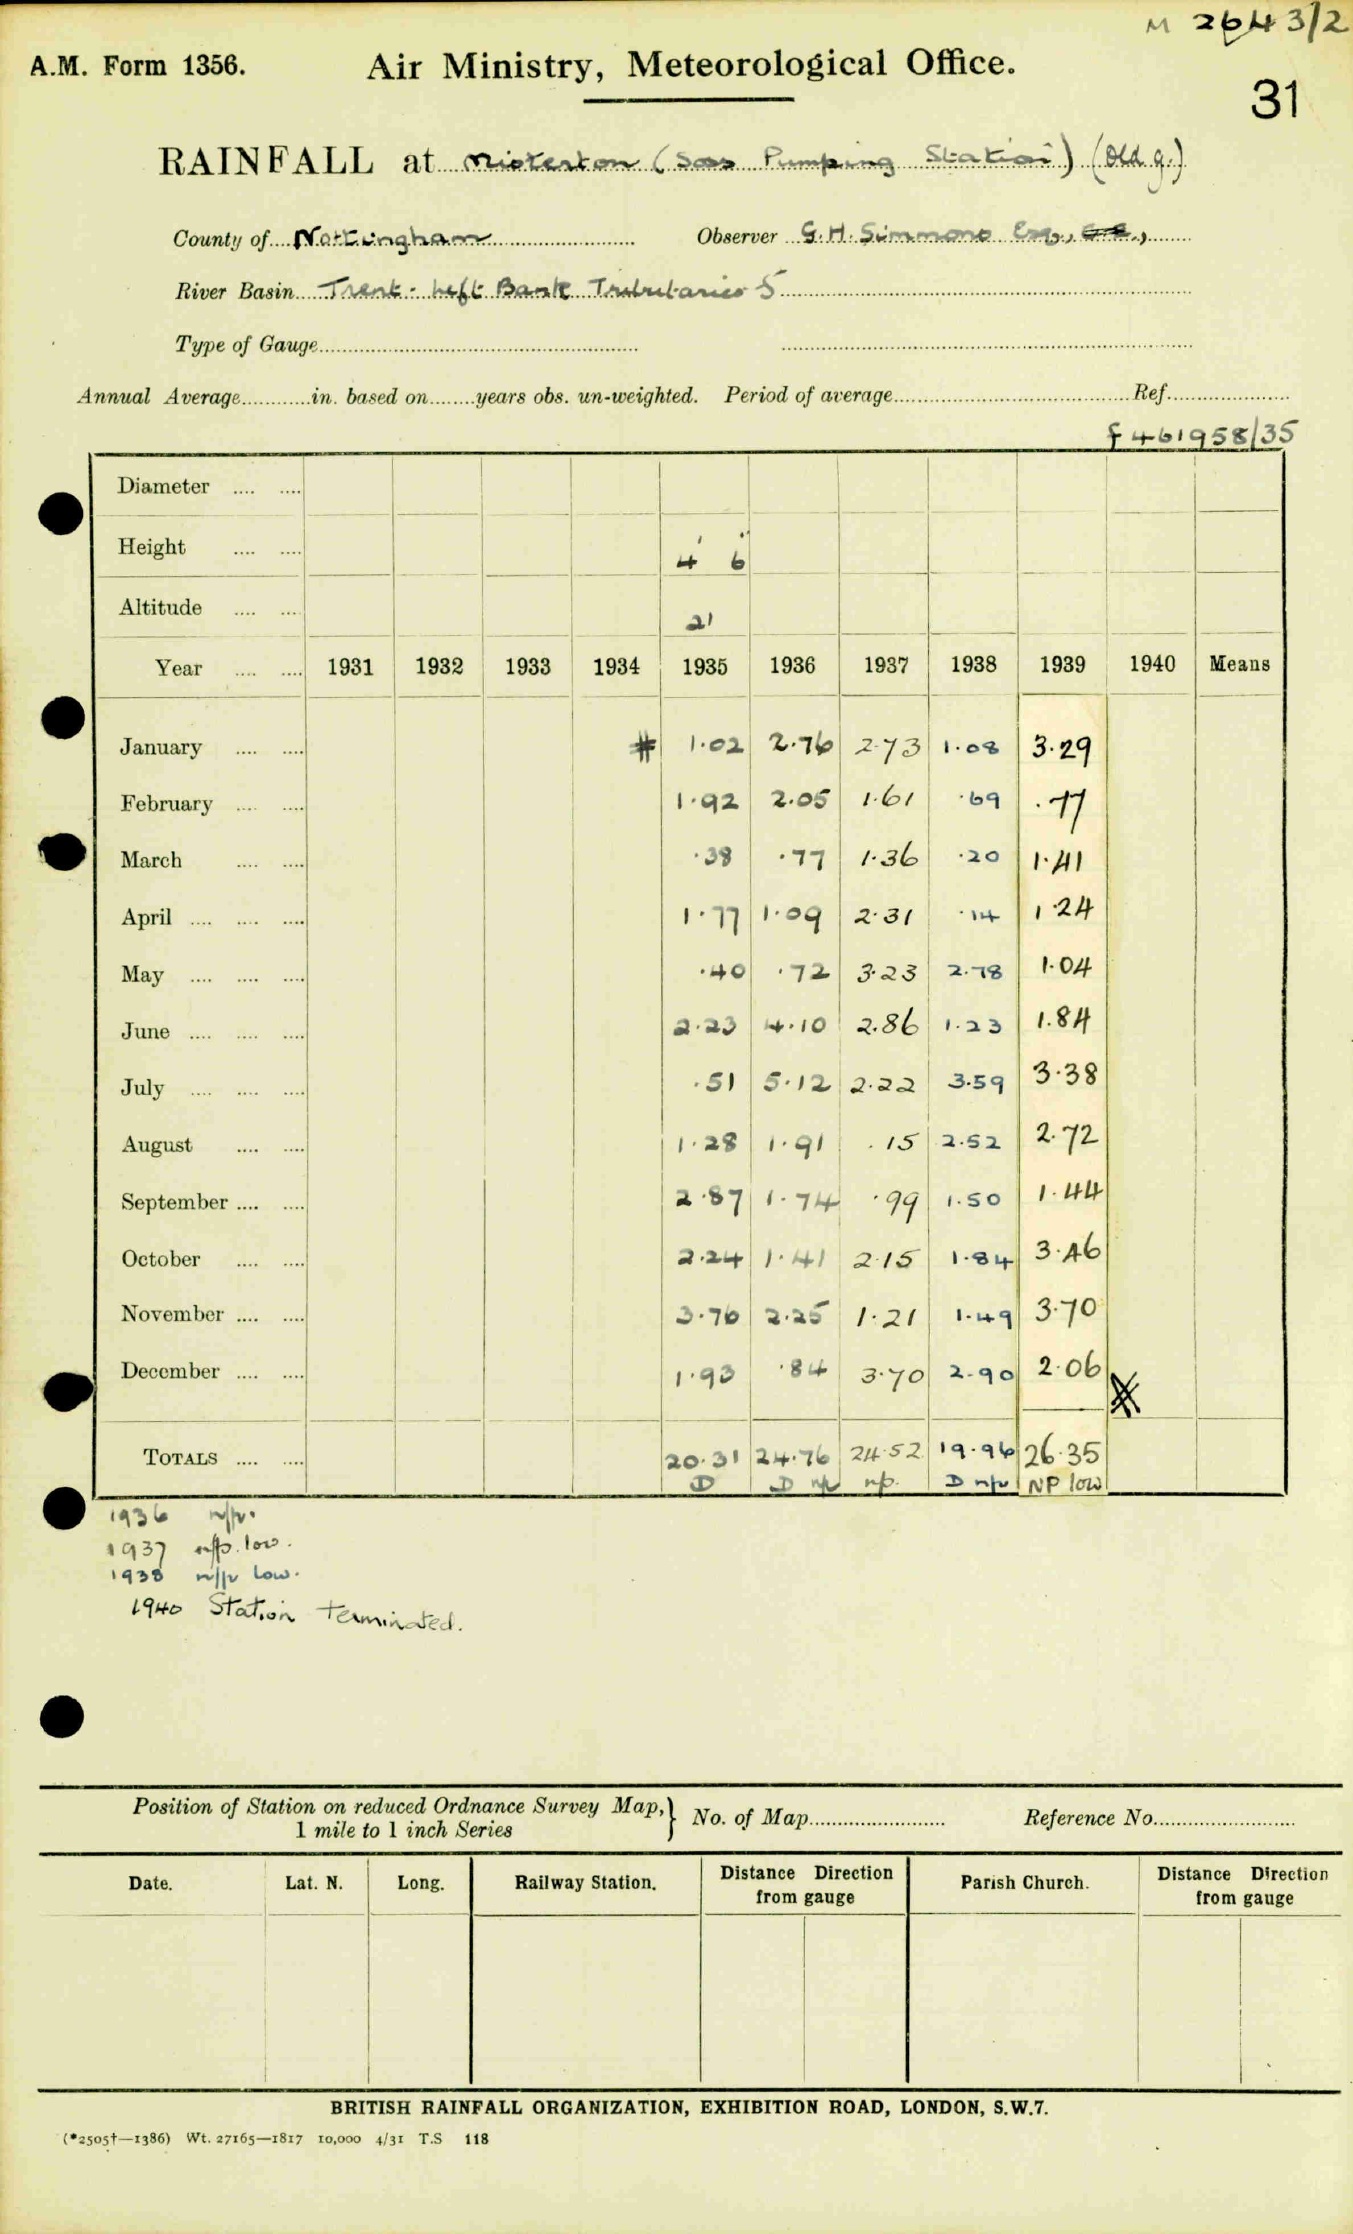 M 2643/2
A.M. Form 1356. Air Ministry, Meteorological Office.
31
RAINFALL at Misterton (Soss Pumping Station) (Old g.)
County of Nottingham Observer G.H. Simmons Esq.,
River Basin Trent - Left Bank Tributaries 5
Type of Gauge
Annual Average in. based on years obs. un-weighted. Period of average Ref.
f 461958/35
Diameter
Height 4' 6"
Altitude 21
Year 1931 1932 1933 1934 1935 1936 1937 1938 1939 1940 Means
January # 1.02 2.76 2.73 1.08 3.29
February 1.92 2.05 1.61 .69 .77
March .38 .77 1.36 .20 1.41
April 1.77 1.09 2.31 .14 1.24
May .40 .72 3.23 2.78 1.04
June 2.23 4.10 2.86 1.23 1.84
July .51 5.12 2.22 3.59 3.38
August 1.28 1.91 .15 2.52 2.72
September 2.87 1.74 .99 1.50 1.44
October 2.24 1.41 2.15 1.84 3.46
November 3.76 2.25 1.21 1.49 3.70
December 1.93 .84 3.70 2.90 2.06
TOTALS 20.31 24.76 24.52 19.96 26.35
D D np np. D np NP low
1936 n/p.
1937 n/p. low.
1938 n/p low.
1940 Station terminated.
Position of Station on reduced Ordnance Survey Map, } No. of Map Reference No.
1 mile to 1 inch Series
Date. Lat. N. Long. Railway Station. Distance Direction from gauge Parish Church. Distance Direction from gauge
BRITISH RAINFALL ORGANIZATION, EXHIBITION ROAD, LONDON, S.W.7.
(*2505†—1386) Wt. 27165—1817 10,000 4/31 T.S 118